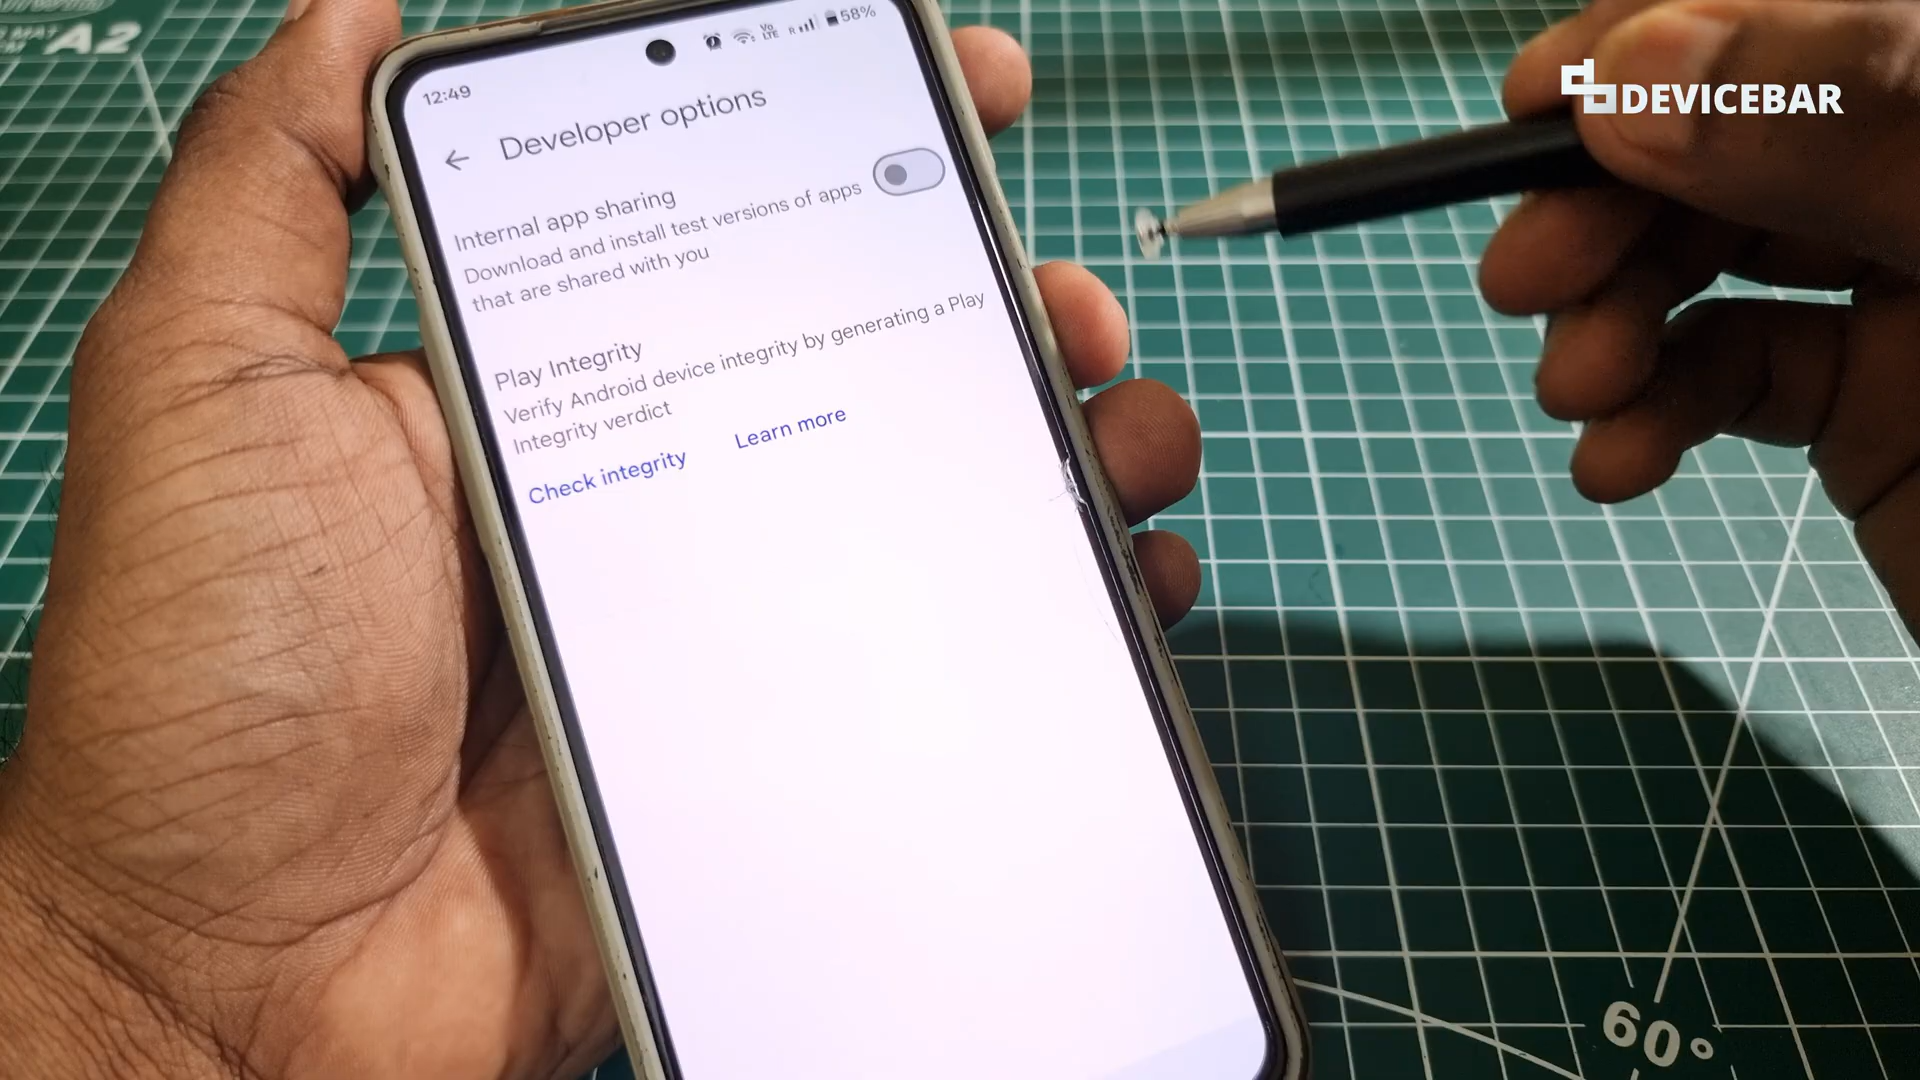 A2
DEVICEBAR
12:49
Vo
LTE
R
58%
Developer options
Internal app sharing
Download and install test versions of apps
that are shared with you
Play Integrity
Verify Android device integrity by generating a Play
Integrity verdict
Check integrity
Learn more
60°